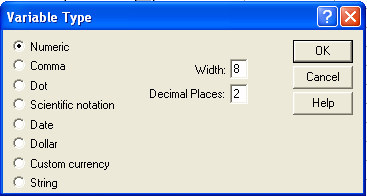 Variable Type
Numeric
Comma
Dot
Scientific notation
Date
Dollar
Custom currency
String
Width: 8
Decimal Places: 2
OK
Cancel
Help